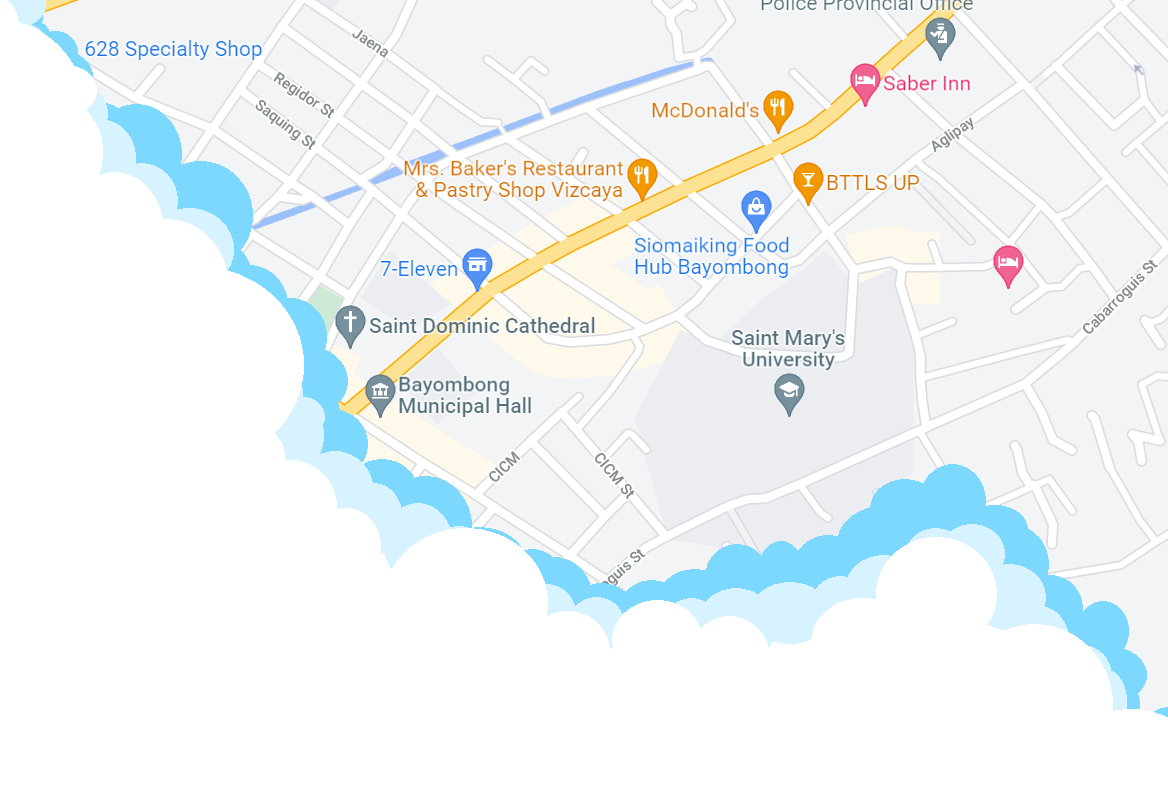 Police Provincial Office
Jaena
628 Specialty Shop
Saber Inn
Regidor St
McDonald's
Saquing St
Aglipay
Mrs. Baker's Restaurant
& Pastry Shop Vizcaya
BTTLS UP
Siomaiking Food
Hub Bayombong
7-Eleven
Cabarroguis St
Saint Dominic Cathedral
Saint Mary's
University
Bayombong
Municipal Hall
CICM
CICM St
oguis St